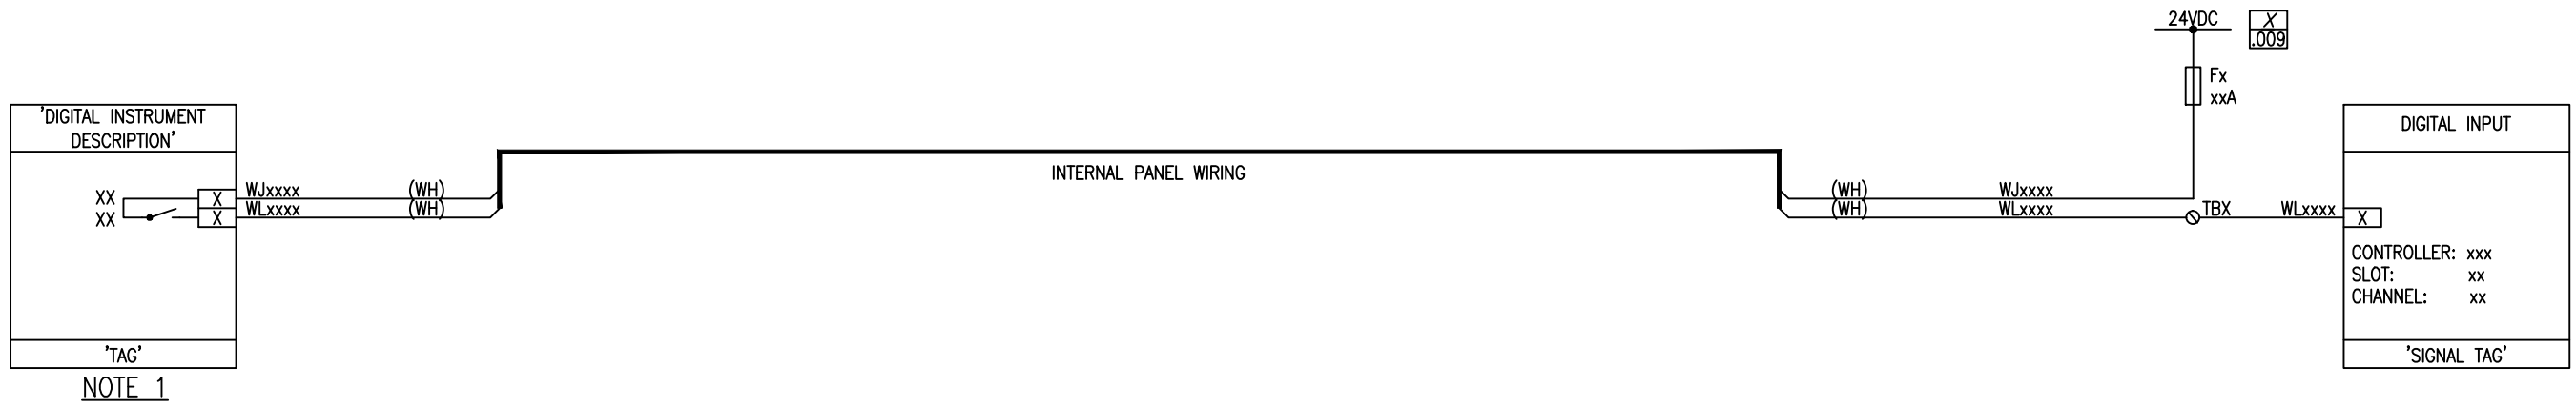 24VDC
X
.009
Fx
xxA
'DIGITAL INSTRUMENT
DESCRIPTION'
XX
XX
X
X
WJxxxx
(WH)
WLxxxx
(WH)
'TAG'
NOTE 1
INTERNAL PANEL WIRING
(WH)
WJxxxx
(WH)
WLxxxx
TBX
WLxxxx
DIGITAL INPUT
X
CONTROLLER: xxx
SLOT: xx
CHANNEL: xx
'SIGNAL TAG'